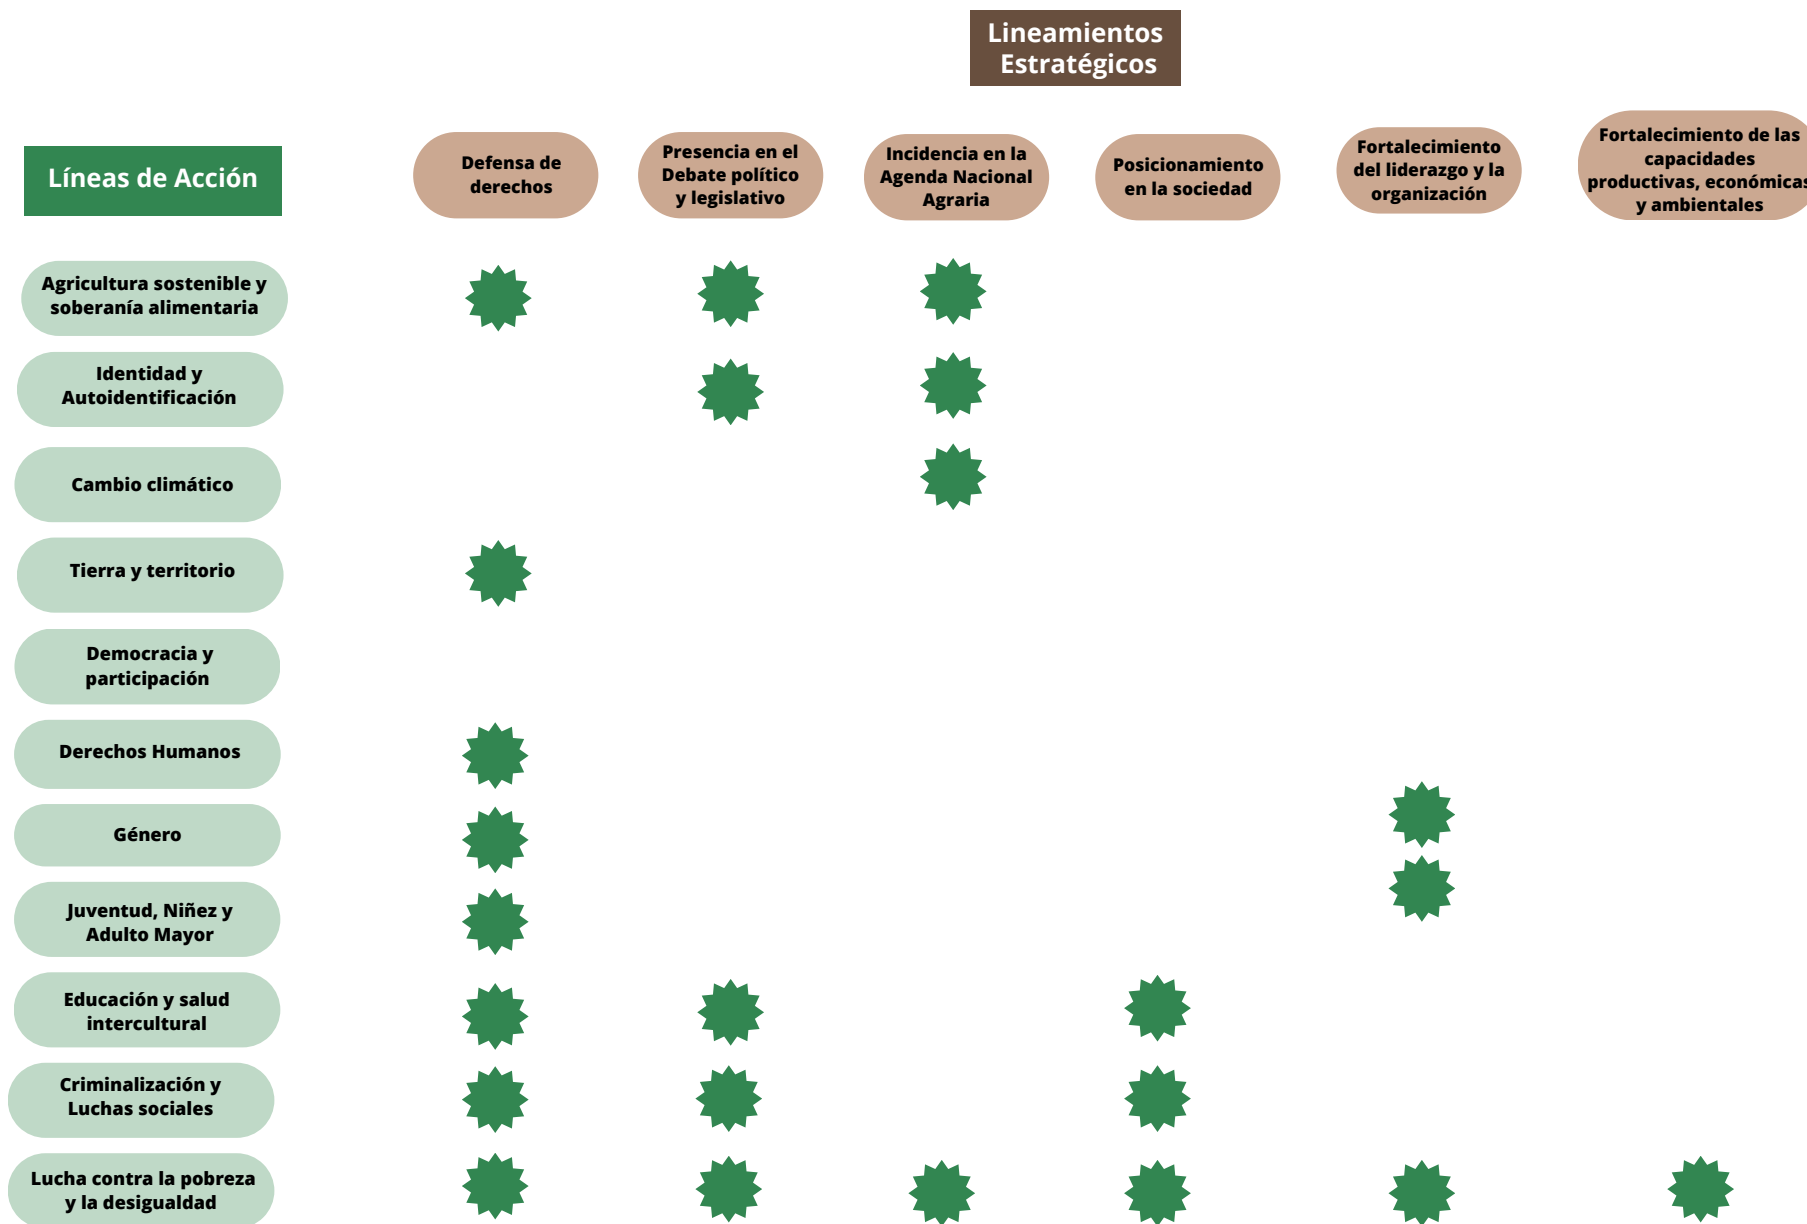 Lineamientos
Estratégicos
Líneas de Acción
Defensa de
derechos
Presencia en el
Debate político
y legislativo
Incidencia en la
Agenda Nacional
Agraria
Posicionamiento
en la sociedad
Fortalecimiento
del liderazgo y la
organización
Fortalecimiento de las
capacidades
productivas, económicas
y ambientales
Agricultura sostenible y
soberanía alimentaria
Identidad y
Autoidentificación
Cambio climático
Tierra y territorio
Democracia y
participación
Derechos Humanos
Género
Juventud, Niñez y
Adulto Mayor
Educación y salud
intercultural
Criminalización y
Luchas sociales
Lucha contra la pobreza
y la desigualdad